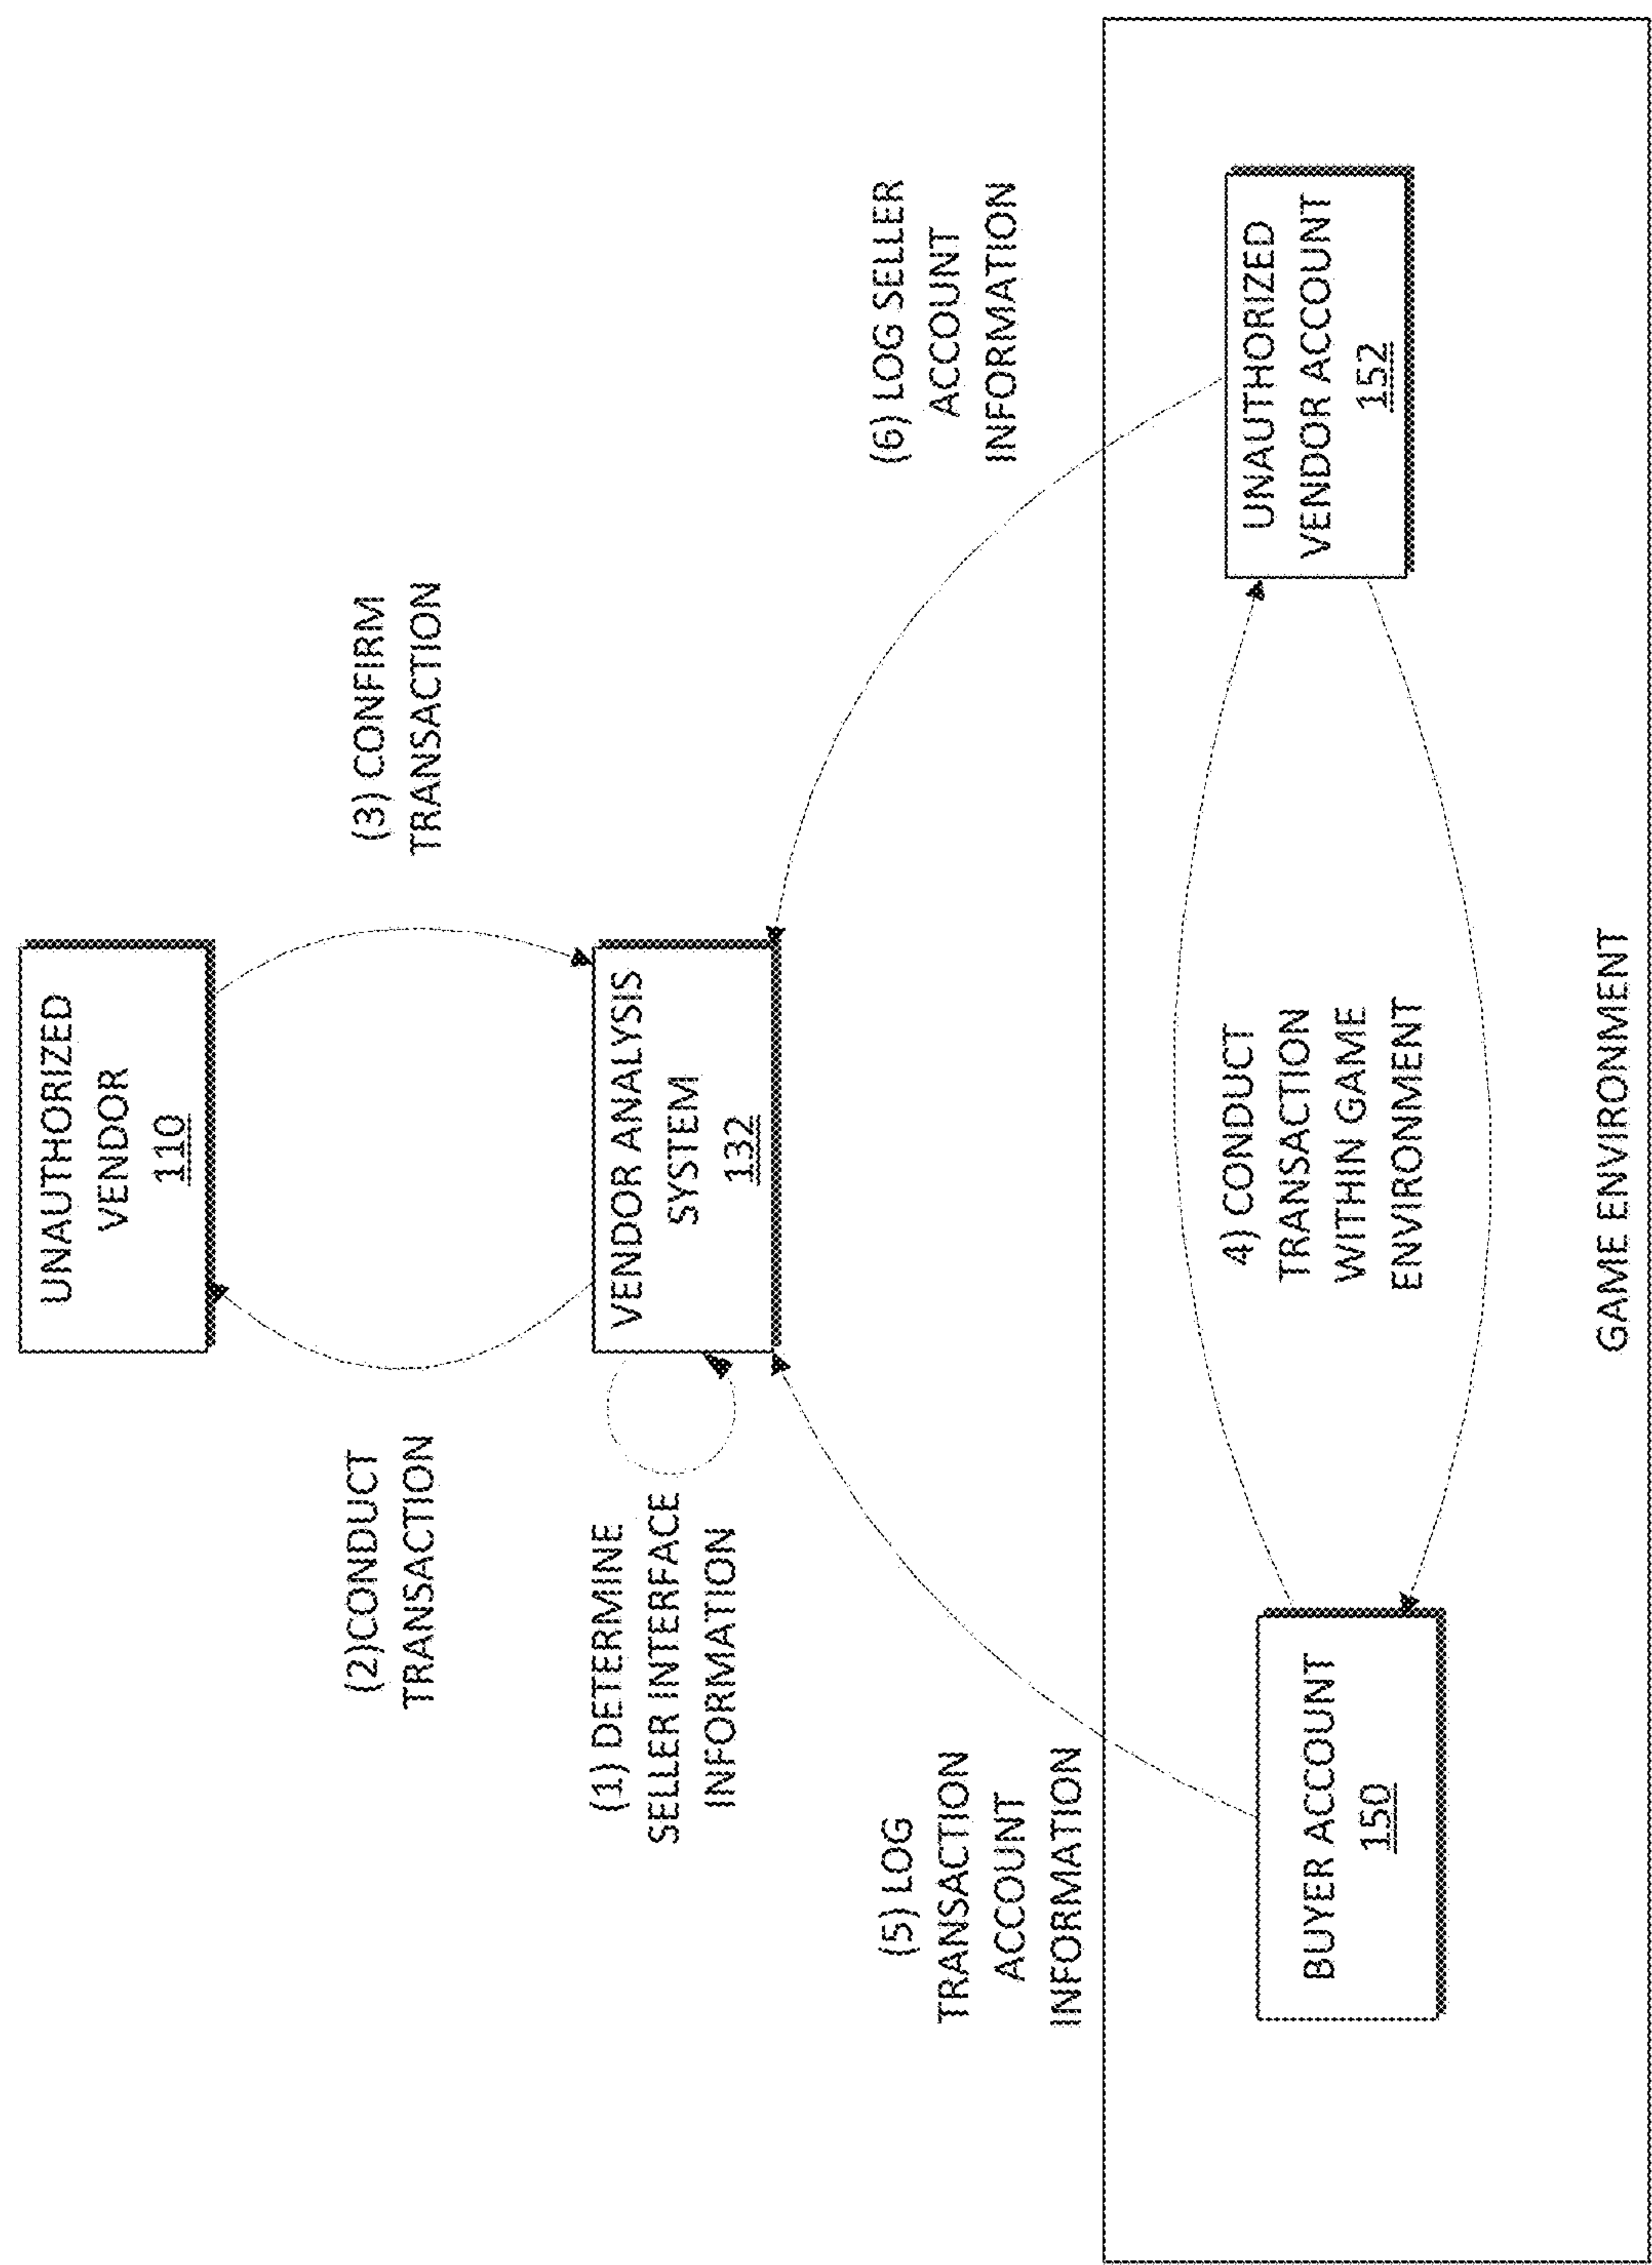 UNAUTHORIZED
VENDOR
110
(2)CONDUCT
TRANSACTION
(3) CONFIRM
TRANSACTION
(1) DETERMINE
SELLER INTERFACE
INFORMATION
VENDOR ANALYSIS
SYSTEM
132
(5) LOG
TRANSACTION
ACCOUNT
INFORMATION
(6) LOG SELLER
ACCOUNT
INFORMATION
BUYER ACCOUNT
150
4) CONDUCT
TRANSACTION
WITHIN GAME
ENVIRONMENT
UNAUTHORIZED
VENDOR ACCOUNT
152
GAME ENVIRONMENT